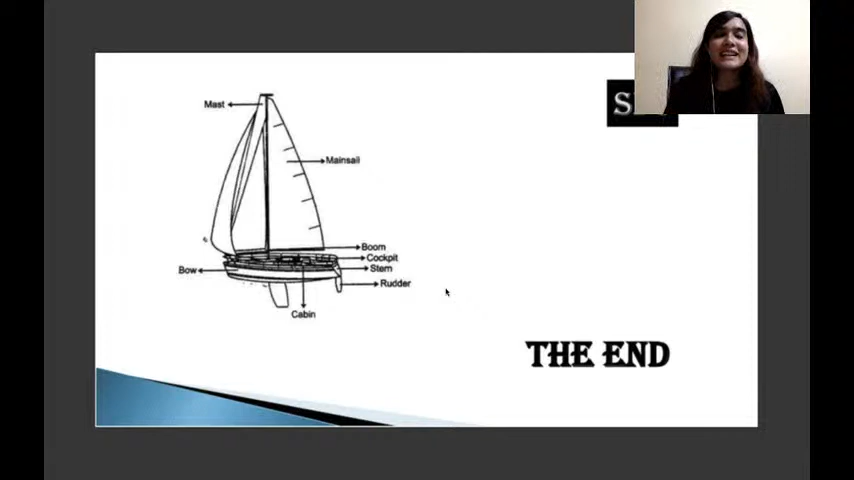 Mast
Mainsail
Boom
Cockpit
Stern
Bow
Rudder
Cabin
THE END